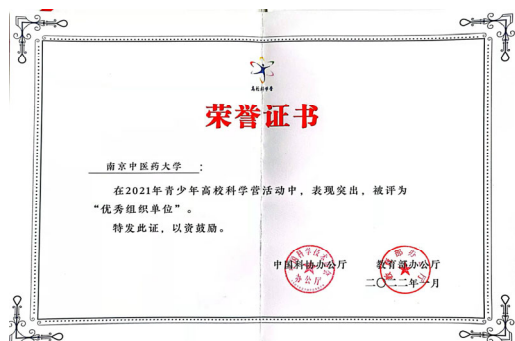 高校科学营
荣誉证书
南京中医药大学：
在2021年青少年高校科学营活动中，表现突出，被评为
“优秀组织单位”。
特发此证，以资鼓励。
中国科协办公厅 教育部办公厅
二〇二二年一月